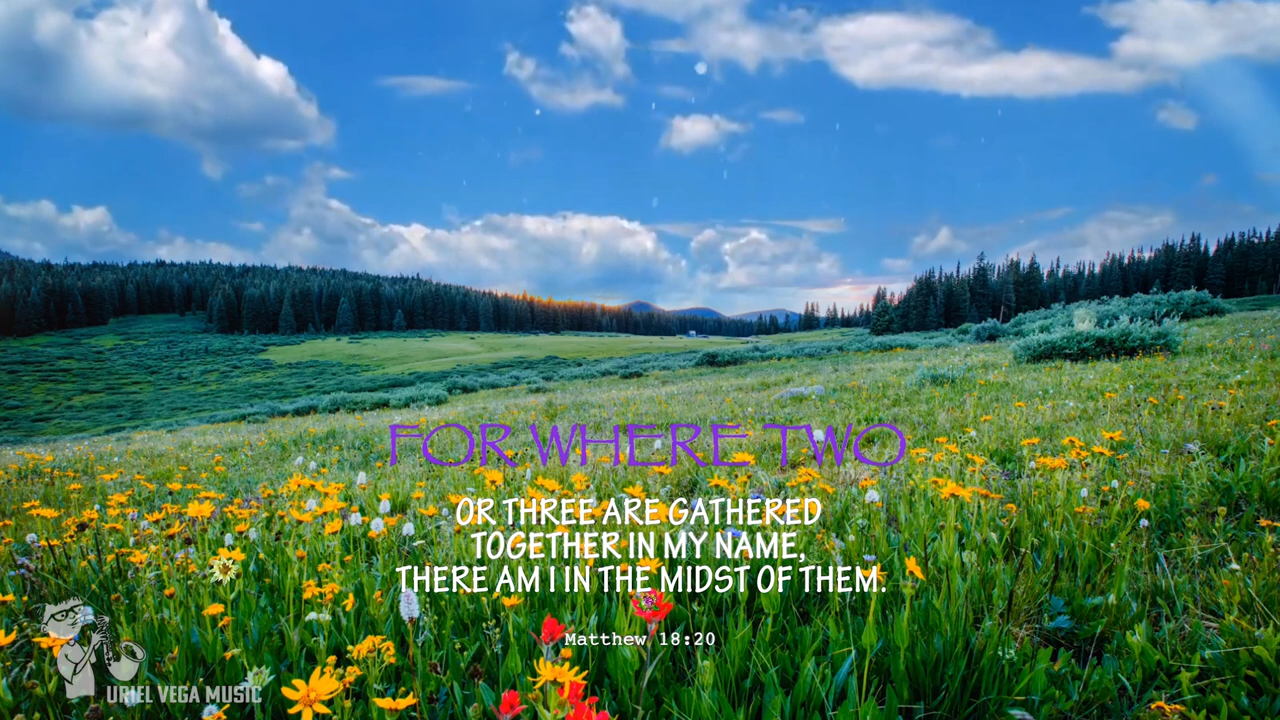 FOR WHERE TWO
OR THREE ARE GATHERED
TOGETHER IN MY NAME,
THERE AM I IN THE MIDST OF THEM.
Matthew 18:20
URIEL VEGA MUSIC